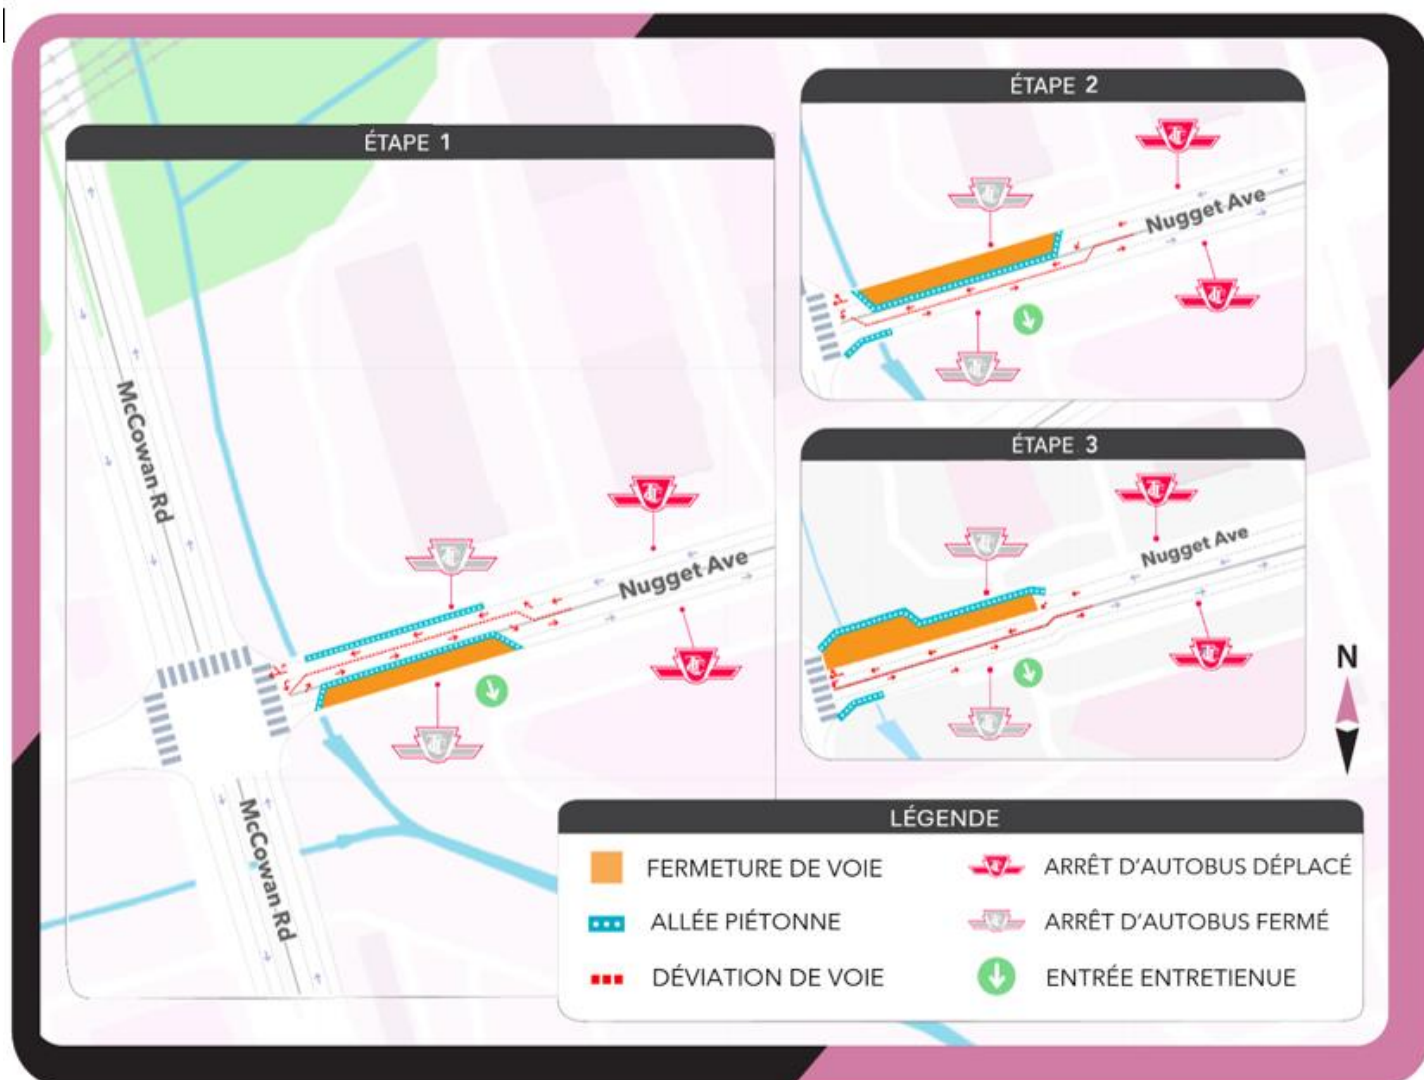 ÉTAPE 1
McCowan Rd
Nugget Ave
McCowan Rd
ÉTAPE 2
Nugget Ave
ÉTAPE 3
Nugget Ave
N
LÉGENDE
FERMETURE DE VOIE
ARRÊT D'AUTOBUS DÉPLACÉ
ALLÉE PIÉTONNE
ARRÊT D'AUTOBUS FERMÉ
DÉVIATION DE VOIE
ENTRÉE ENTRETIENUE